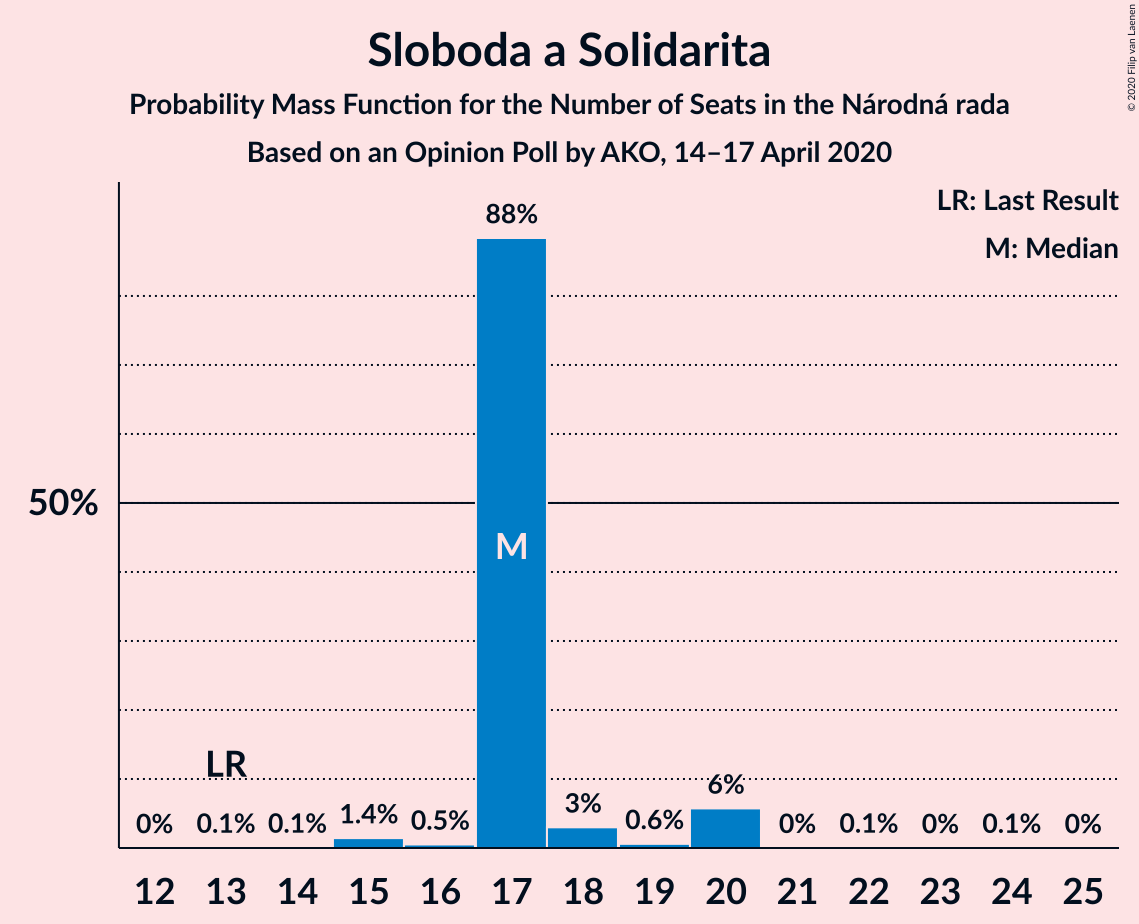 Sloboda a Solidarita
Probability Mass Function for the Number of Seats in the Národná rada
Based on an Opinion Poll by AKO, 14–17 April 2020
© 2020 Filip van Laenen
LR: Last Result
M: Median
88%
50%
M
LR
0% 0.1% 0.1% 1.4% 0.5% 3% 0.6% 6% 0% 0.1% 0% 0.1% 0%
12 13 14 15 16 17 18 19 20 21 22 23 24 25